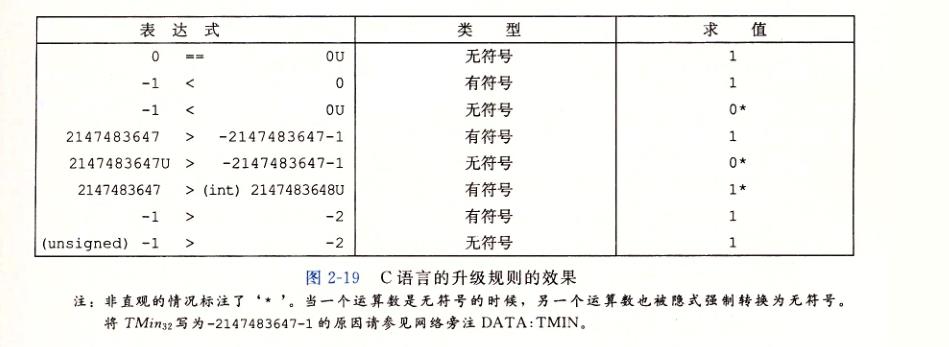 表 达 式 类 型 求 值
0 == 0U 无符号 1
-1 < 0 有符号 1
-1 < 0U 无符号 0*
2147483647 > -2147483647-1 有符号 1
2147483647U > -2147483647-1 无符号 0*
2147483647 > (int) 2147483648U 有符号 1*
-1 > -2 有符号 1
(unsigned) -1 > -2 无符号 1
图 2-19 C 语言的升级规则的效果
注：非直观的情况标注了‘*’。当一个运算数是无符号的时候，另一个运算数也被隐式强制转换为无符号。
将 TMin32写为-2147483647-1 的原因请参见网络旁注 DATA:TMIN。